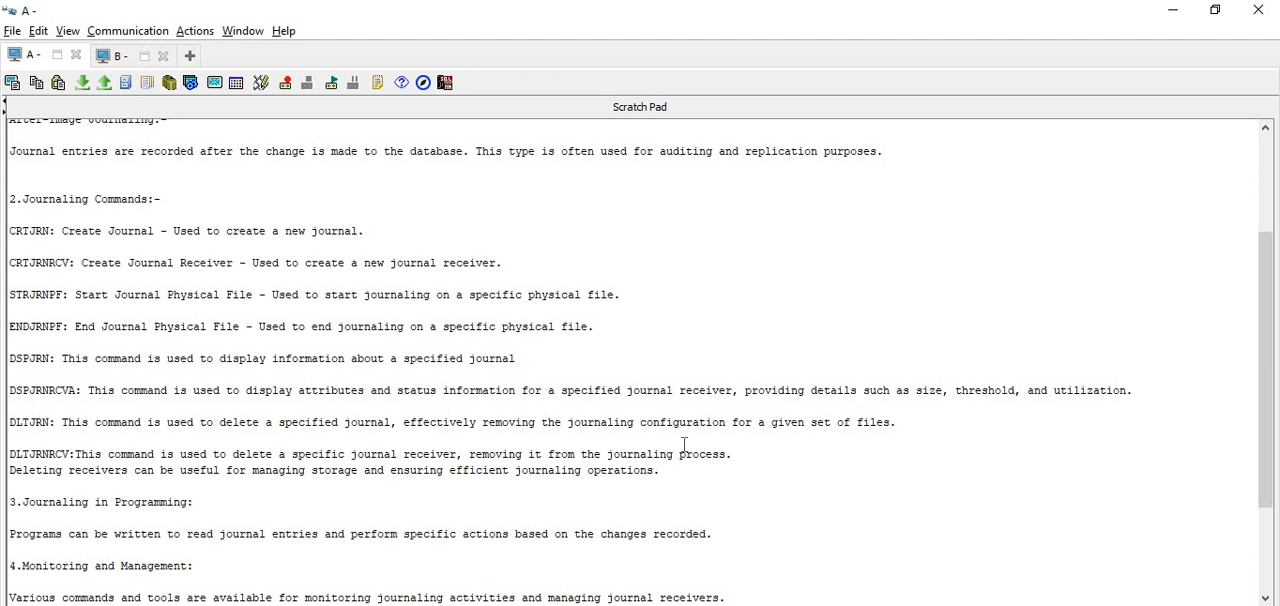 A -
File Edit View Communication Actions Window Help
A - B -
Scratch Pad
After-Image Journaling:-
Journal entries are recorded after the change is made to the database. This type is often used for auditing and replication purposes.
2.Journaling Commands:-
CRTJRN: Create Journal - Used to create a new journal.
CRTJRNRCV: Create Journal Receiver - Used to create a new journal receiver.
STRJRNPF: Start Journal Physical File - Used to start journaling on a specific physical file.
ENDJRNPF: End Journal Physical File - Used to end journaling on a specific physical file.
DSPJRN: This command is used to display information about a specified journal
DSPJRNRCVA: This command is used to display attributes and status information for a specified journal receiver, providing details such as size, threshold, and utilization.
DLTJRN: This command is used to delete a specified journal, effectively removing the journaling configuration for a given set of files.
DLTJRNRCV:This command is used to delete a specific journal receiver, removing it from the journaling process.
Deleting receivers can be useful for managing storage and ensuring efficient journaling operations.
3.Journaling in Programming:
Programs can be written to read journal entries and perform specific actions based on the changes recorded.
4.Monitoring and Management:
Various commands and tools are available for monitoring journaling activities and managing journal receivers.